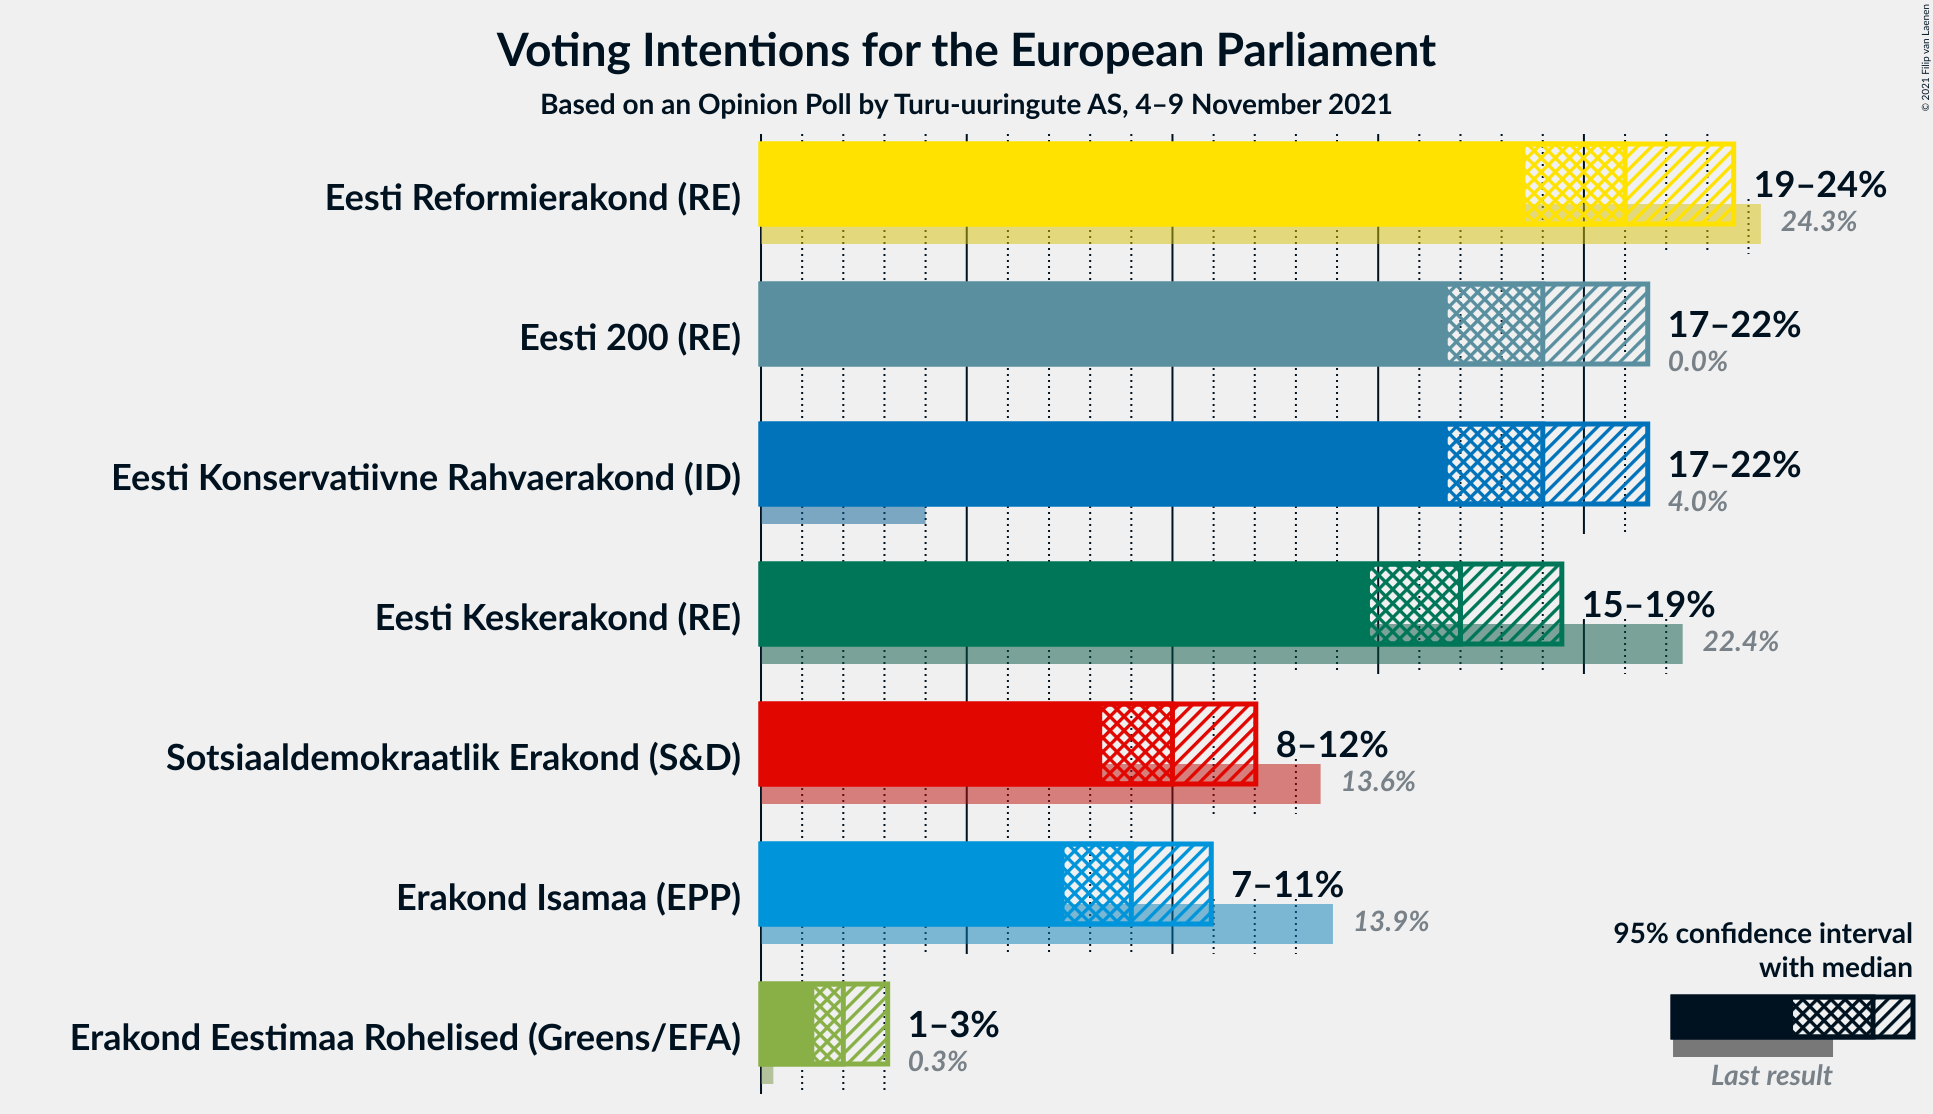 Voting Intentions for the European Parliament
Based on an Opinion Poll by Turu-uuringute AS, 4–9 November 2021
© 2021 Filip van Laenen
Eesti Reformierakond (RE)
19–24%
24.3%
Eesti 200 (RE)
17–22%
0.0%
Eesti Konservatiivne Rahvaerakond (ID)
17–22%
4.0%
Eesti Keskerakond (RE)
15–19%
22.4%
Sotsiaaldemokraatlik Erakond (S&D)
8–12%
13.6%
Erakond Isamaa (EPP)
7–11%
13.9%
Erakond Eestimaa Rohelised (Greens/EFA)
1–3%
0.3%
95% confidence interval
with median
Last result